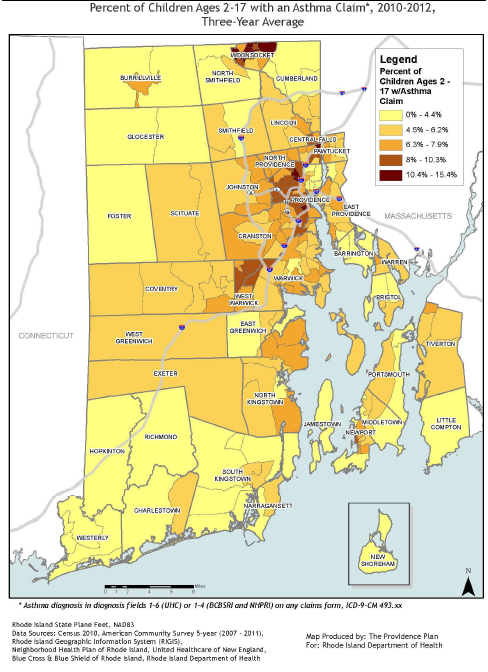 Percent of Children Ages 2-17 with an Asthma Claim*, 2010-2012,
Three-Year Average
WOONSOCKET
BURRILLVILLE
NORTH
SMITHFIELD
CUMBERLAND
Legend
Percent of
Children Ages 2 -
17 w/Asthma
Claim
0% - 4.4%
4.5% - 6.2%
6.3% - 7.9%
8% - 10.3%
10.4% - 15.4%
GLOCESTER
SMITHFIELD
LINCOLN
CENTRAL FALLS
PAWTUCKET
NORTH
PROVIDENCE
JOHNSTON
PROVIDENCE
EAST
PROVIDENCE
MASSACHUSETTS
FOSTER
SCITUATE
CRANSTON
BARRINGTON
WARREN
COVENTRY
WARWICK
WEST
WARWICK
BRISTOL
CONNECTICUT
WEST
GREENWICH
EAST
GREENWICH
TIVERTON
EXETER
PORTSMOUTH
NORTH
KINGSTOWN
JAMESTOWN
MIDDLETOWN
NEWPORT
LITTLE
COMPTON
RICHMOND
HOPKINTON
SOUTH
KINGSTOWN
CHARLESTOWN
NARRAGANSETT
WESTERLY
NEW
SHOREHAM
N
0 2 4 8 Miles
* Asthma diagnosis in diagnosis fields 1-6 (UHC) or 1-4 (BCBSRI and NHPRI) on any claims form, ICD-9-CM 493.xx
Rhode Island State Plane Feet, NAD83
Data Sources: Census 2010, American Community Survey 5-year (2007 - 2011),
Rhode Island Geographic Information System (RIGIS),
Neighborhood Health Plan of Rhode Island, United Healthcare of New England,
Blue Cross & Blue Shield of Rhode Island, Rhode Island Department of Health
Map Produced by: The Providence Plan
For: Rhode Island Department of Health